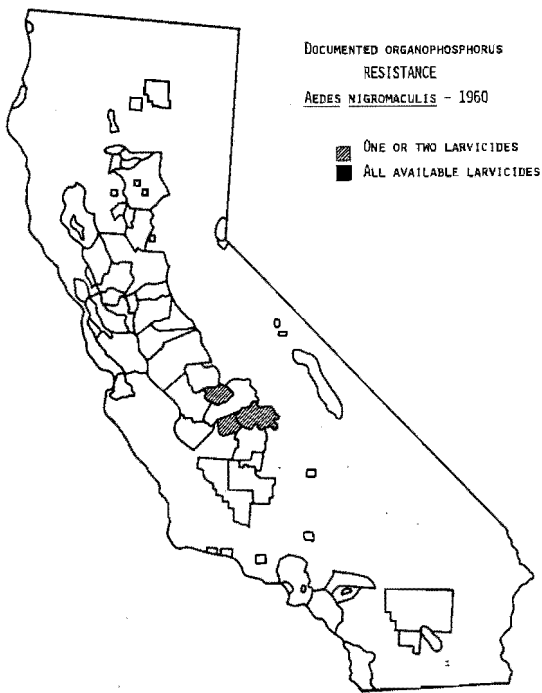 DOCUMENTED ORGANOPHOSPHORUS
RESISTANCE
AEDES NIGROMACULIS - 1960
ONE OR TWO LARVICIDES
ALL AVAILABLE LARVICIDES